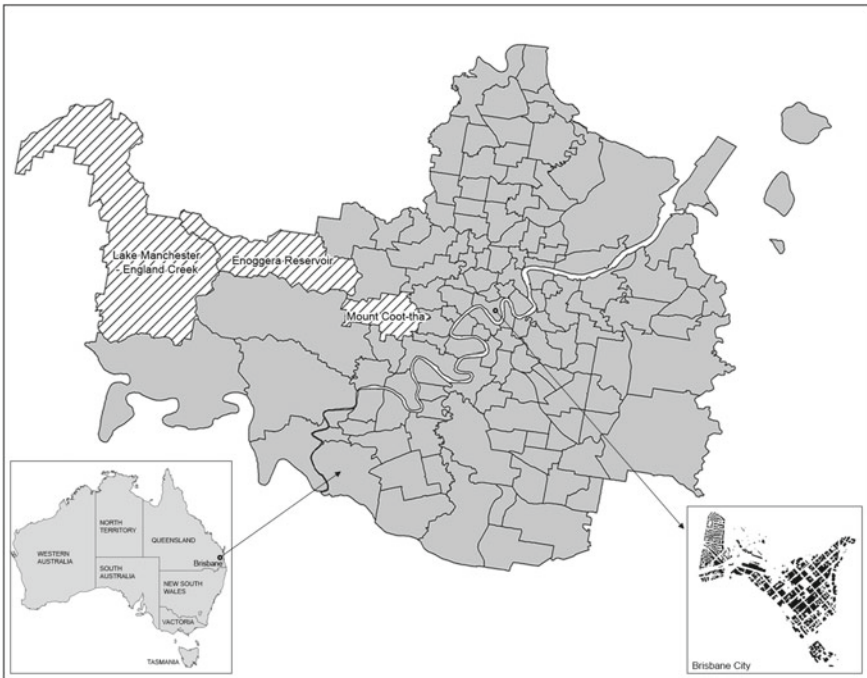 Lake Manchester
- England Creek
Enoggera Reservoir
Mount Coot-tha
NORTH
TERRITORY
QUEENSLAND
WESTERN
AUSTRALIA
Brisbane
SOUTH
AUSTRALIA
NEW SOUTH
WALES
VACTORIA
TASMANIA
Brisbane City